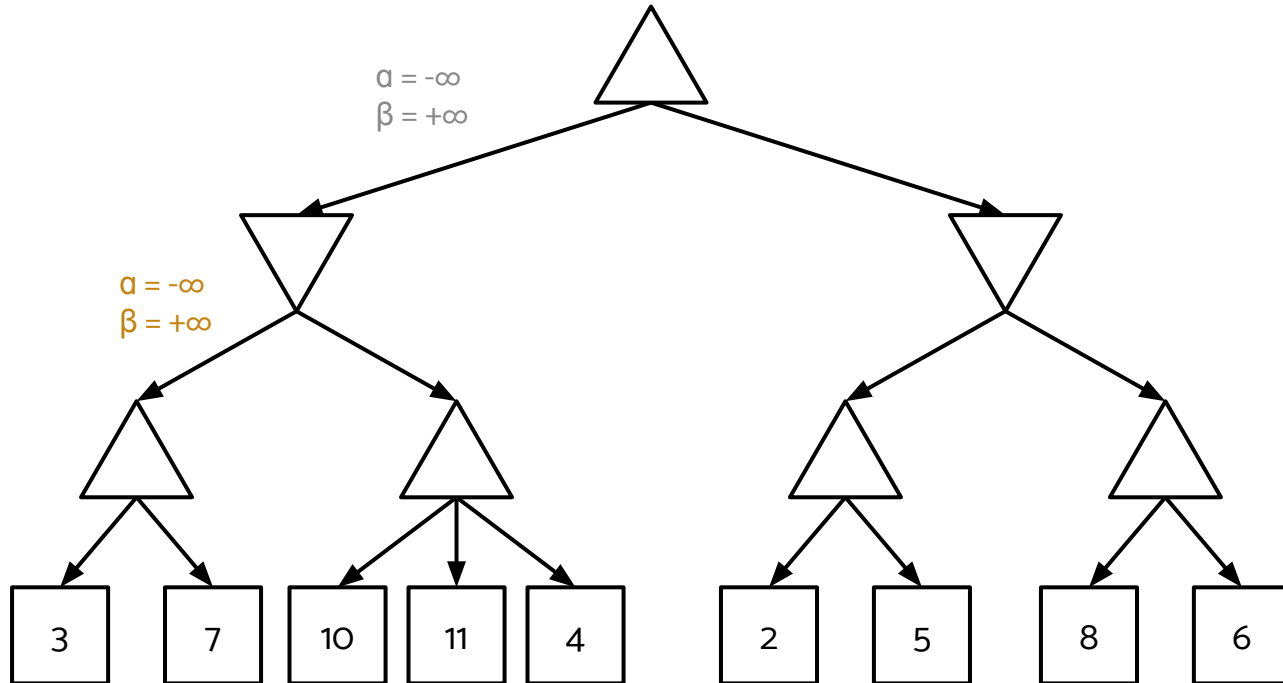 α = -∞
β = +∞
α = -∞
β = +∞
3 7 10 11 4 2 5 8 6